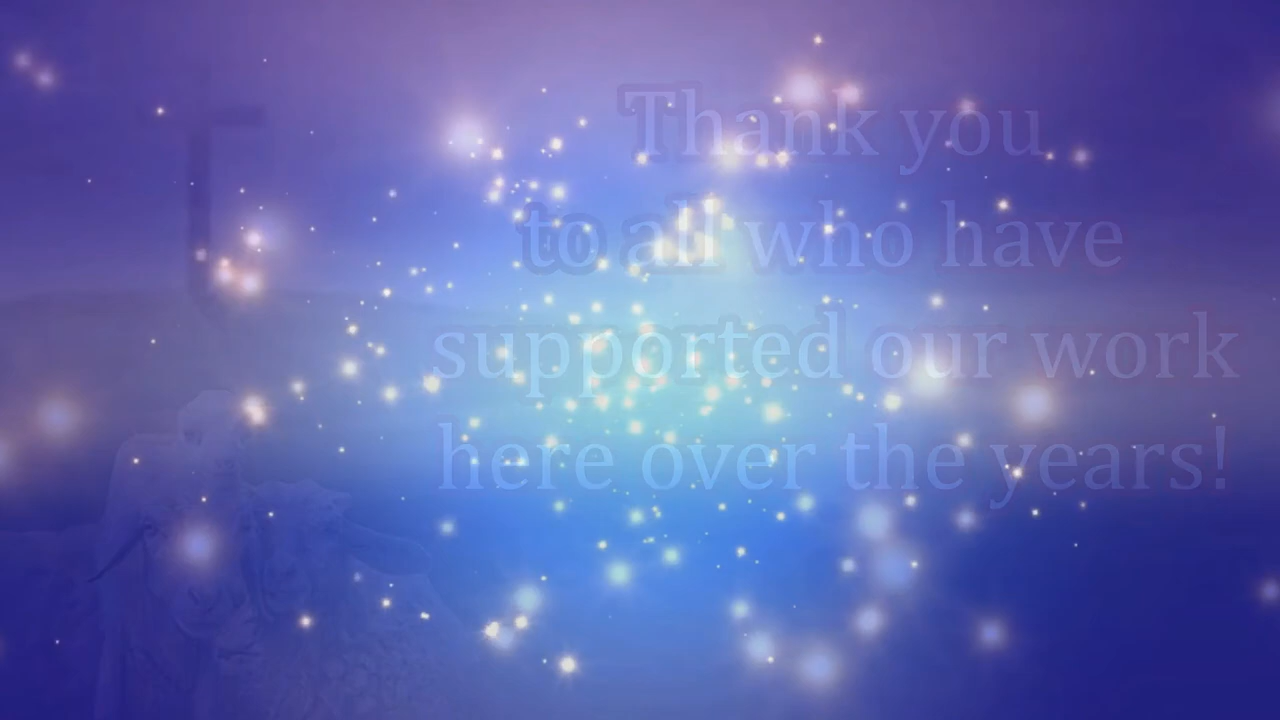 Thank you
to all who have
supported our work
here over the years!